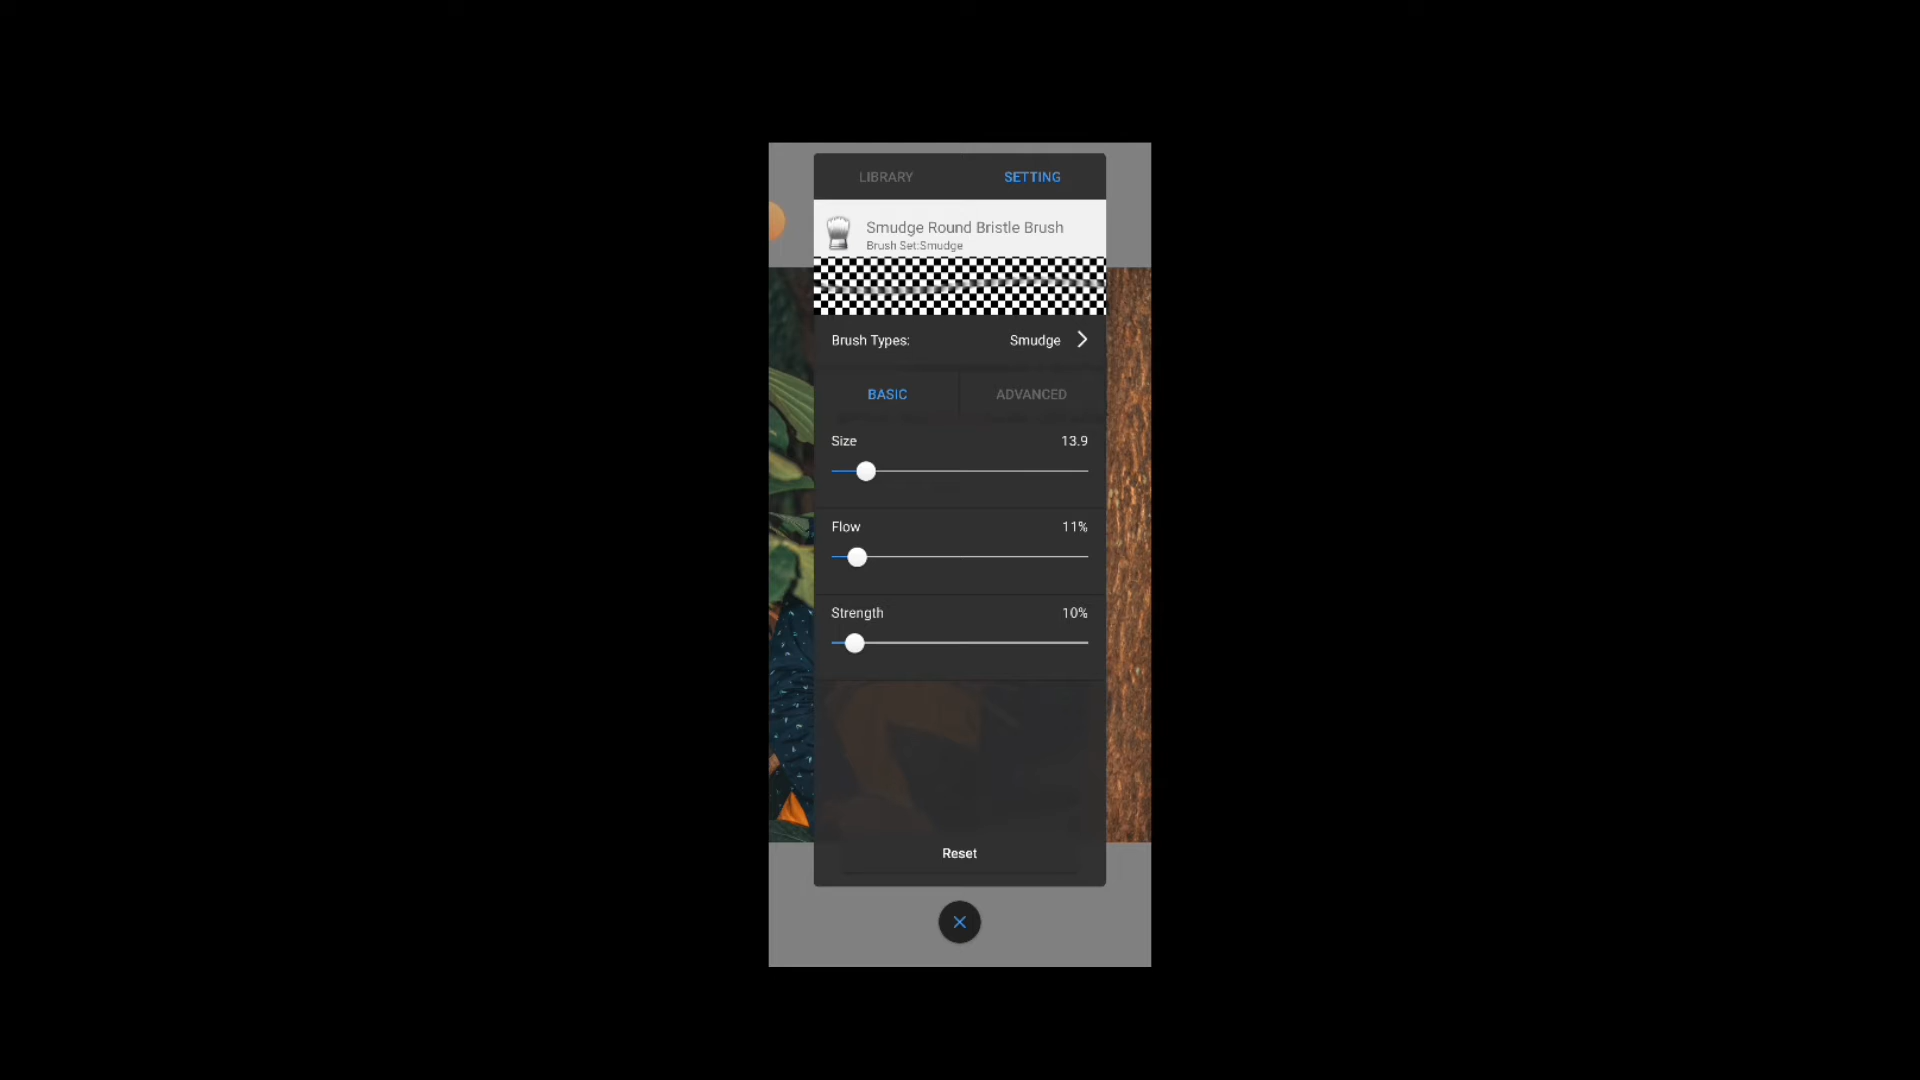 LIBRARY SETTING
Smudge Round Bristle Brush
Brush Set:Smudge
Brush Types: Smudge
BASIC ADVANCED
Size 13.9
Flow 11%
Strength 10%
Reset